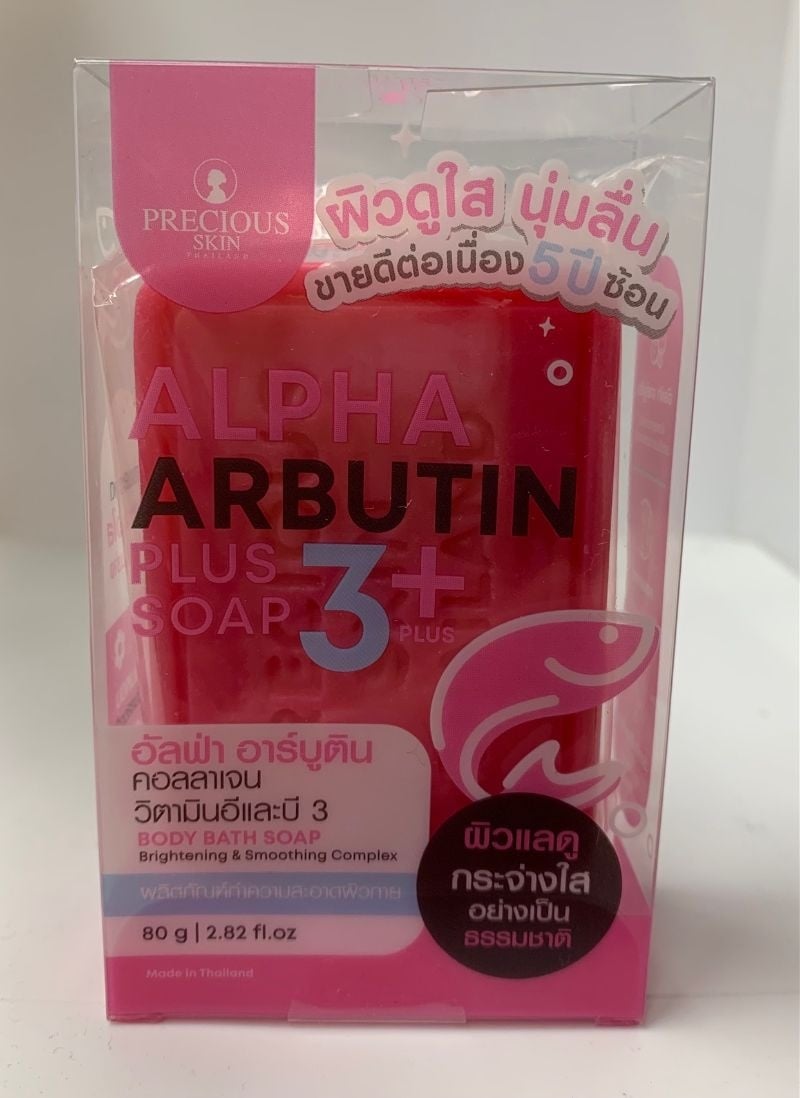 PRECIOUS
SKIN
THAILAND
ผิวดูใส นุ่มลื่น
ขายดีต่อเนื่อง 5 ปี ซ้อน
ALPHA
ARBUTIN
PLUS
SOAP
3+
PLUS
อัลฟ่า อาร์บูติน
คอลลาเจน
วิตามินอีและบี 3
BODY BATH SOAP
Brightening & Smoothing Complex
ผลิตภัณฑ์ทำความสะอาดผิวกาย
80 g | 2.82 fl.oz
Made in Thailand
ผิวแลดู
กระจ่างใส
อย่างเป็น
ธรรมชาติ